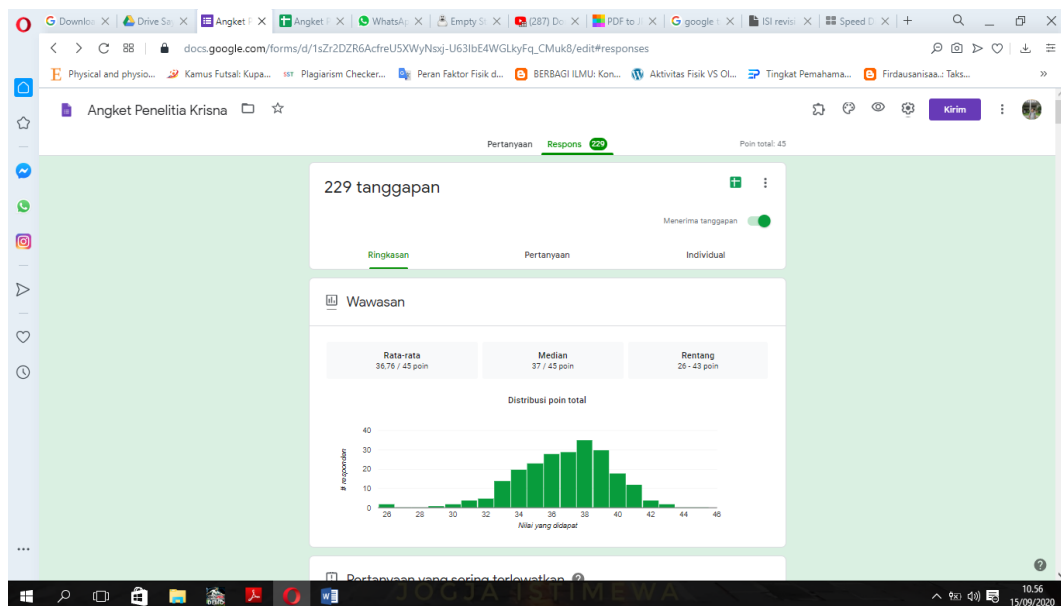 G Downloa
Drive Sa
Angket F
Angket
WhatsAp
Empty S
(287) Do
PDF to J
google t
ISI revisi
Speed D
docs.google.com/forms/d/1sZr2DZR6AcfreU5XWyNsxj-U63IbE4WGLkyFq_CMuk8/edit#responses
Physical and physio...
Kamus Futsal: Kupa...
Plagiarism Checker...
Peran Faktor Fisik d...
BERBAGI ILMU: Kon...
Aktivitas Fisik VS Ol...
Tingkat Pemahama...
Firdausanisaa..: Taks...
Angket Penelitia Krisna
Kirim
Pertanyaan
Respons 229
Poin total: 45
229 tanggapan
Menerima tanggapan
Ringkasan
Pertanyaan
Individual
Wawasan
Rata-rata
36,76 / 45 poin
Median
37 / 45 poin
Rentang
26 - 43 poin
Distribusi poin total
# responden
40
30
20
10
0
26 28 30 32 34 36 38 40 42 44 46
Nilai yang didapat
Pertanyaan yang sering terlewatkan
JOGJA ISTIMEWA
10.56
15/09/2020